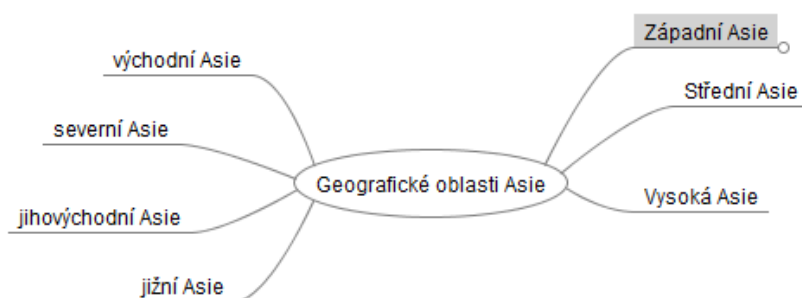 Západní Asie
východní Asie
Střední Asie
severní Asie
Geografické oblasti Asie
Vysoká Asie
jihovýchodní Asie
jižní Asie